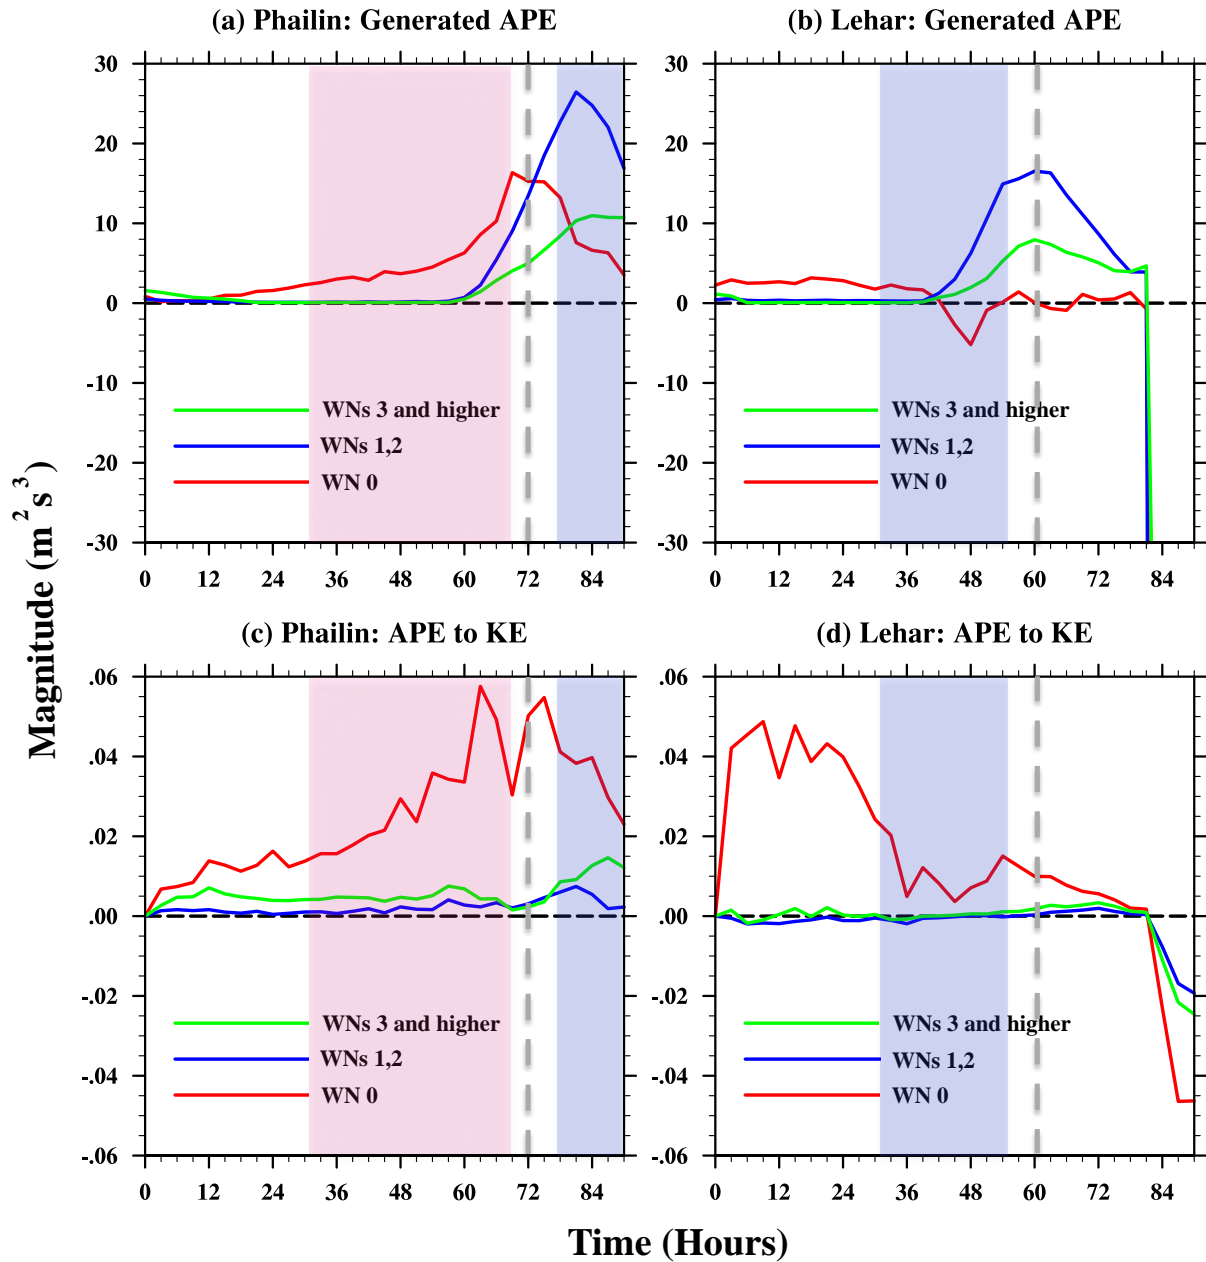 (a) Phailin: Generated APE
30
20
10
0
-10
-20
-30
WNs 3 and higher
WNs 1,2
WN 0
0 12 24 36 48 60 72 84
(b) Lehar: Generated APE
30
20
10
0
-10
-20
-30
WNs 3 and higher
WNs 1,2
WN 0
0 12 24 36 48 60 72 84
Magnitude (m² s³)
(c) Phailin: APE to KE
.06
.04
.02
.00
-.02
-.04
-.06
WNs 3 and higher
WNs 1,2
WN 0
0 12 24 36 48 60 72 84
(d) Lehar: APE to KE
.06
.04
.02
.00
-.02
-.04
-.06
WNs 3 and higher
WNs 1,2
WN 0
0 12 24 36 48 60 72 84
Time (Hours)